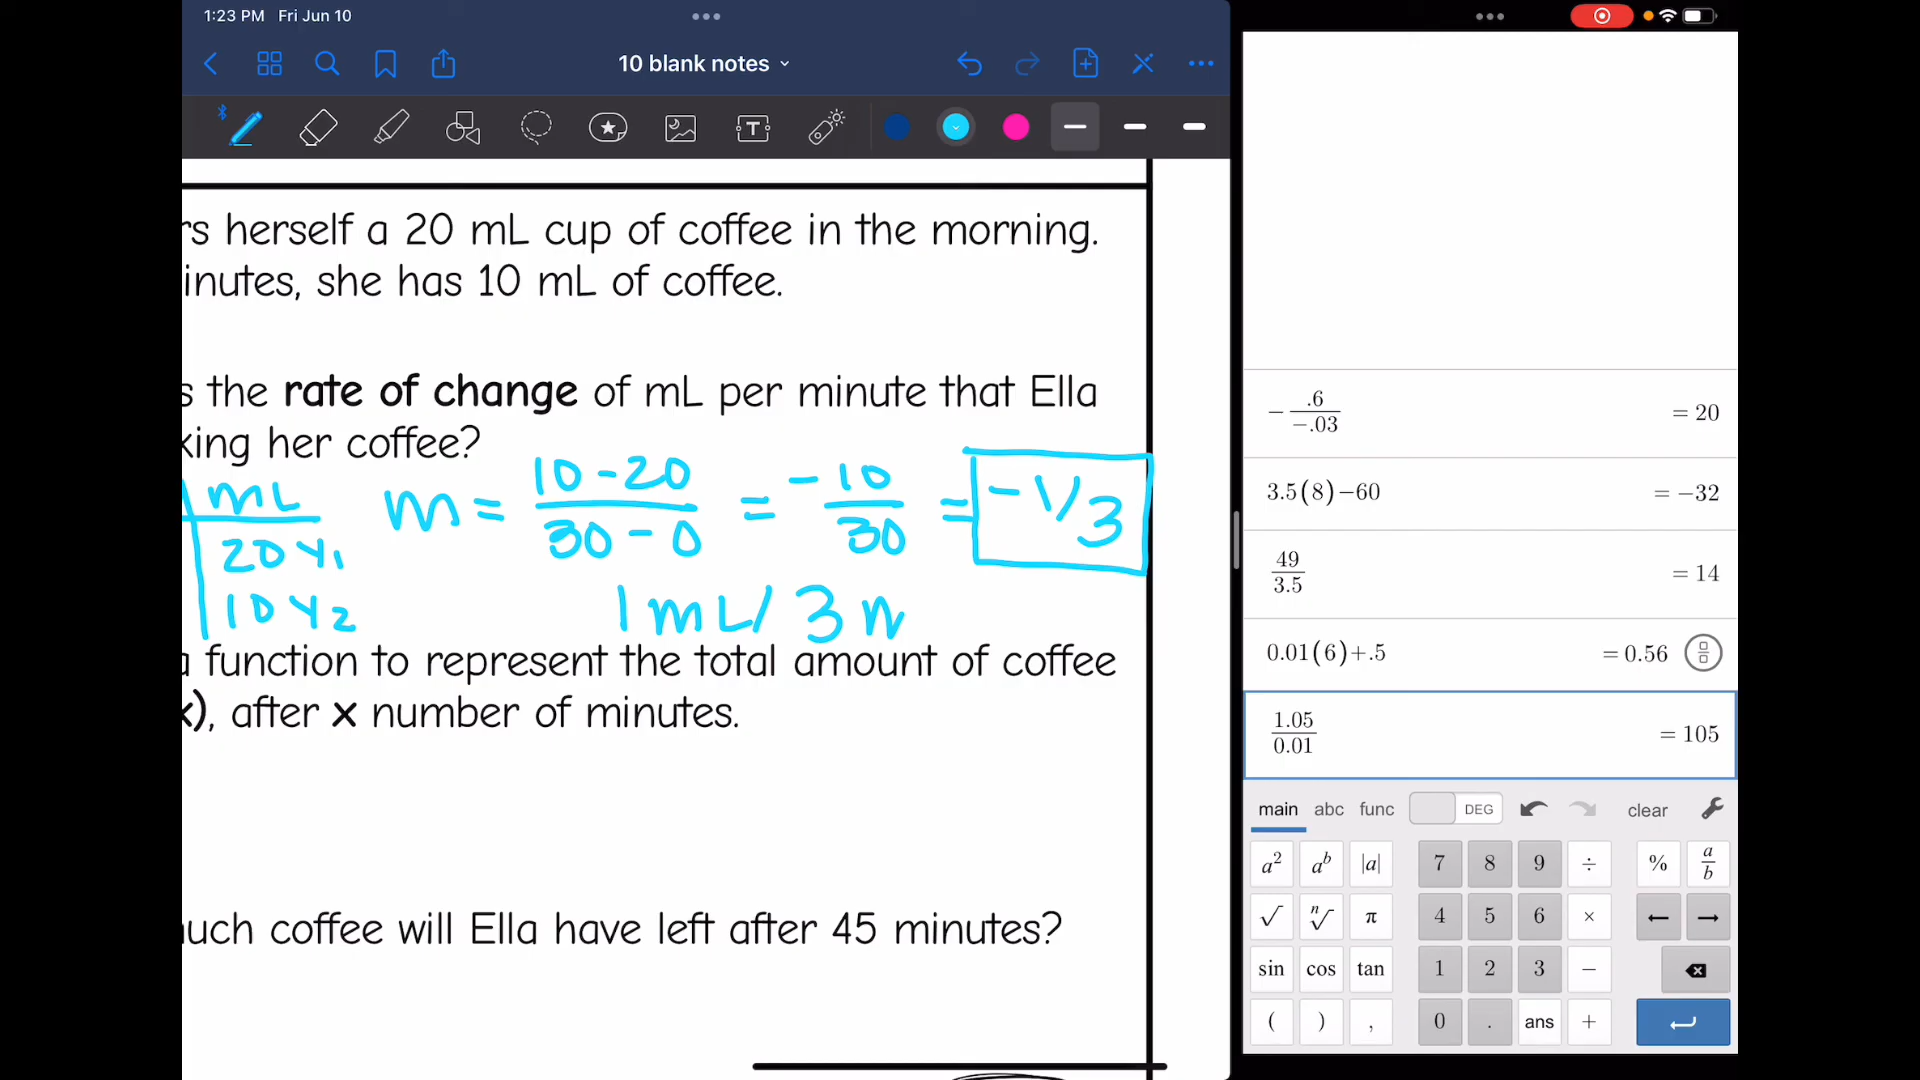 1:23 PM Fri Jun 10
10 blank notes
rs herself a 20 mL cup of coffee in the morning.
inutes, she has 10 mL of coffee.
s the rate of change of mL per minute that Ella
king her coffee?
mL
20 y1
10 y2
m = 10-20 / 30-0 = -10/30 = -1/3
1 mL/3 m
a function to represent the total amount of coffee
x), after x number of minutes.
uch coffee will Ella have left after 45 minutes?
-.6/-.03 = 20
3.5(8)-60 = -32
49/3.5 = 14
0.01(6)+.5 = 0.56
1.05/0.01 = 105
main abc func DEG clear
a² aᵇ |a| 7 8 9 ÷ % a/b
√ ⁿ√ π 4 5 6 × ← →
sin cos tan 1 2 3 −
( ) , 0 . ans +